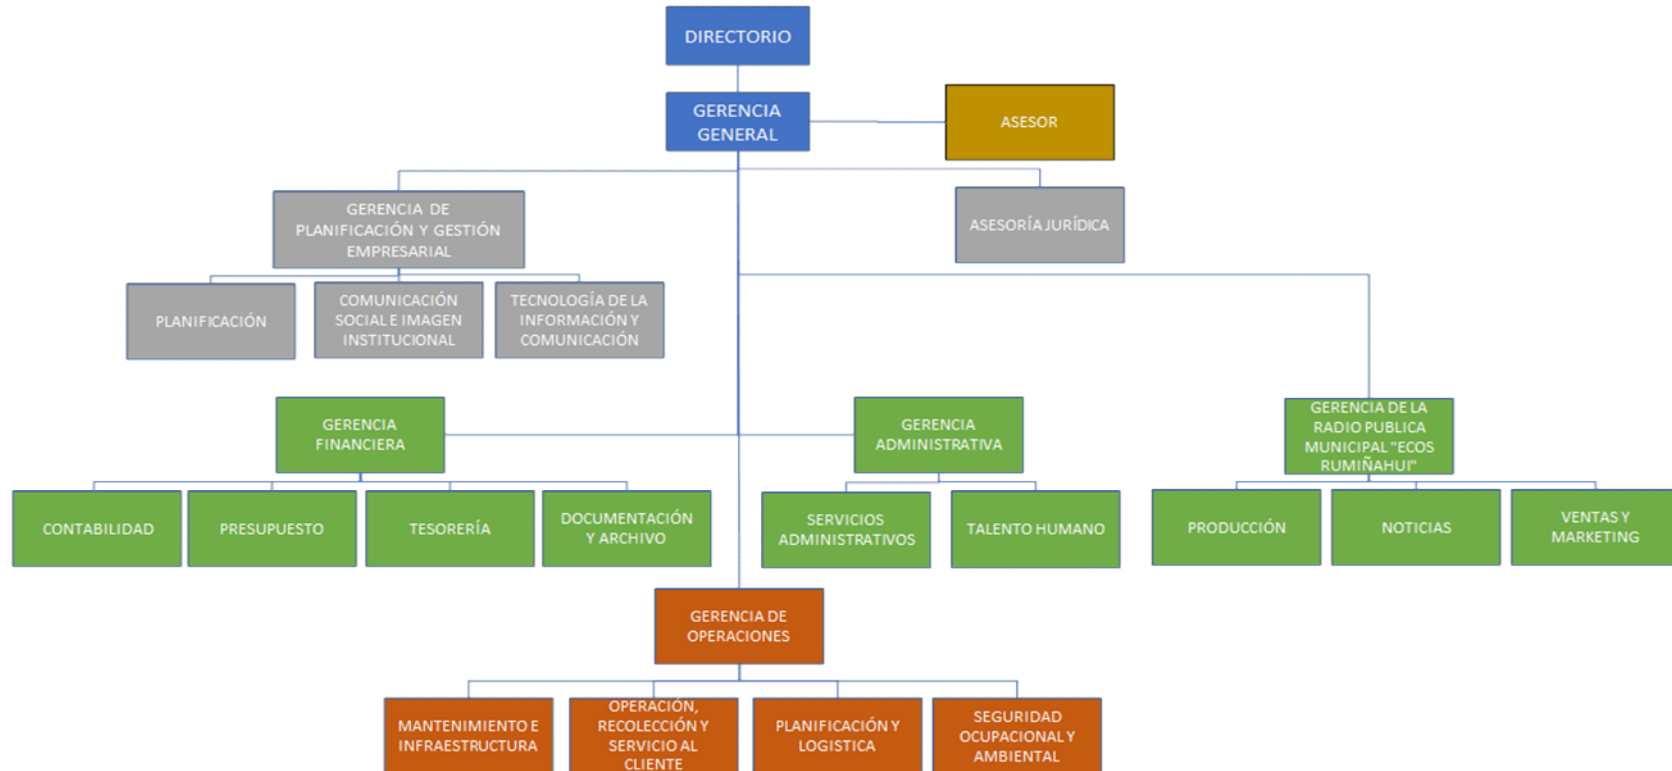 DIRECTORIO
GERENCIA
GENERAL
ASESOR
GERENCIA DE
PLANIFICACIÓN Y GESTIÓN
EMPRESARIAL
ASESORÍA JURÍDICA
PLANIFICACIÓN
COMUNICACIÓN
SOCIAL E IMAGEN
INSTITUCIONAL
TECNOLOGÍA DE LA
INFORMACIÓN Y
COMUNICACIÓN
GERENCIA
FINANCIERA
GERENCIA
ADMINISTRATIVA
GERENCIA DE LA
RADIO PUBLICA
MUNICIPAL "ECOS
RUMIÑAHUI"
CONTABILIDAD
PRESUPUESTO
TESORERÍA
DOCUMENTACIÓN
Y ARCHIVO
SERVICIOS
ADMINISTRATIVOS
TALENTO HUMANO
PRODUCCIÓN
NOTICIAS
VENTAS Y
MARKETING
GERENCIA DE
OPERACIONES
MANTENIMIENTO E
INFRAESTRUCTURA
OPERACIÓN,
RECOLECCIÓN Y
SERVICIO AL
CLIENTE
PLANIFICACIÓN Y
LOGISTICA
SEGURIDAD
OCUPACIONAL Y
AMBIENTAL